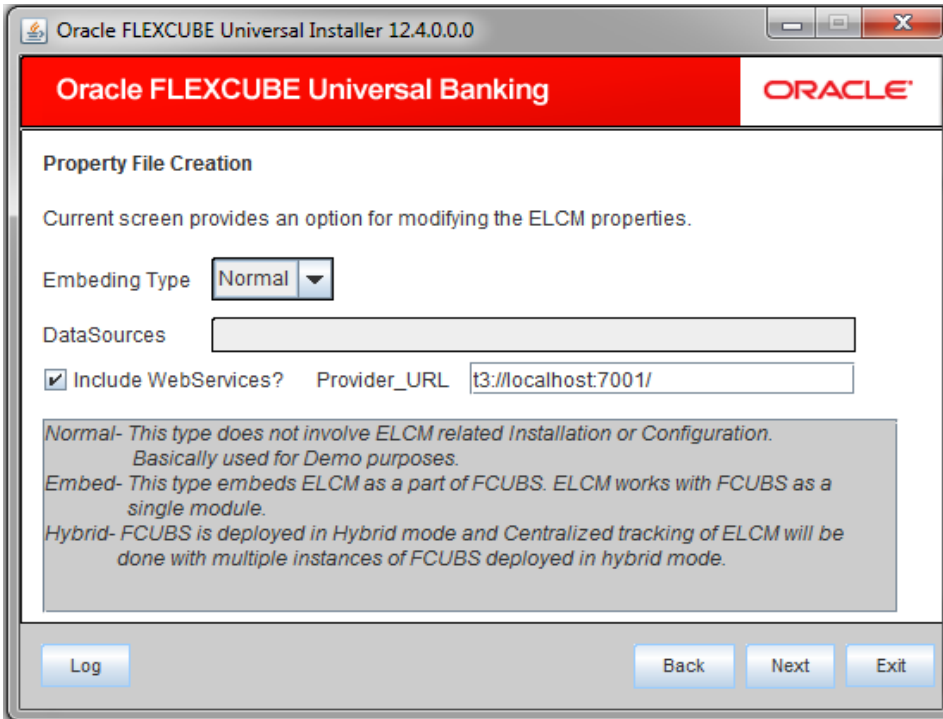 Oracle FLEXCUBE Universal Installer 12.4.0.0.0
Oracle FLEXCUBE Universal Banking
ORACLE
Property File Creation
Current screen provides an option for modifying the ELCM properties.
Embeding Type Normal
DataSources
Include WebServices? Provider_URL t3://localhost:7001/
Normal- This type does not involve ELCM related Installation or Configuration.
Basically used for Demo purposes.
Embed- This type embeds ELCM as a part of FCUBS. ELCM works with FCUBS as a
single module.
Hybrid- FCUBS is deployed in Hybrid mode and Centralized tracking of ELCM will be
done with multiple instances of FCUBS deployed in hybrid mode.
Log Back Next Exit